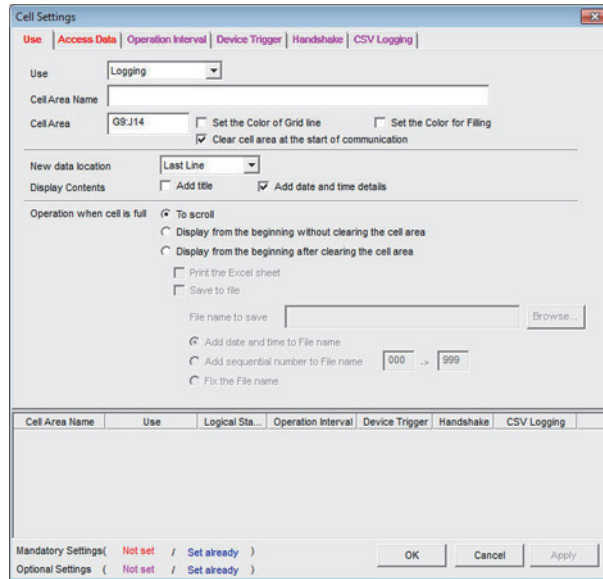 Cell Settings
Use Access Data Operation Interval Device Trigger Handshake CSV Logging
Use Logging
Cell Area Name
Cell Area G9:J14 Set the Color of Grid line Set the Color for Filling
Clear cell area at the start of communication
New data location Last Line
Display Contents Add title Add date and time details
Operation when cell is full To scroll
Display from the beginning without clearing the cell area
Display from the beginning after clearing the cell area
Print the Excel sheet
Save to file
File name to save Browse...
Add date and time to File name
Add sequential number to File name 000 -> 999
Fix the File name
Cell Area Name Use Logical Sta... Operation Interval Device Trigger Handshake CSV Logging
Mandatory Settings( Not set / Set already )
Optional Settings ( Not set / Set already )
OK Cancel Apply